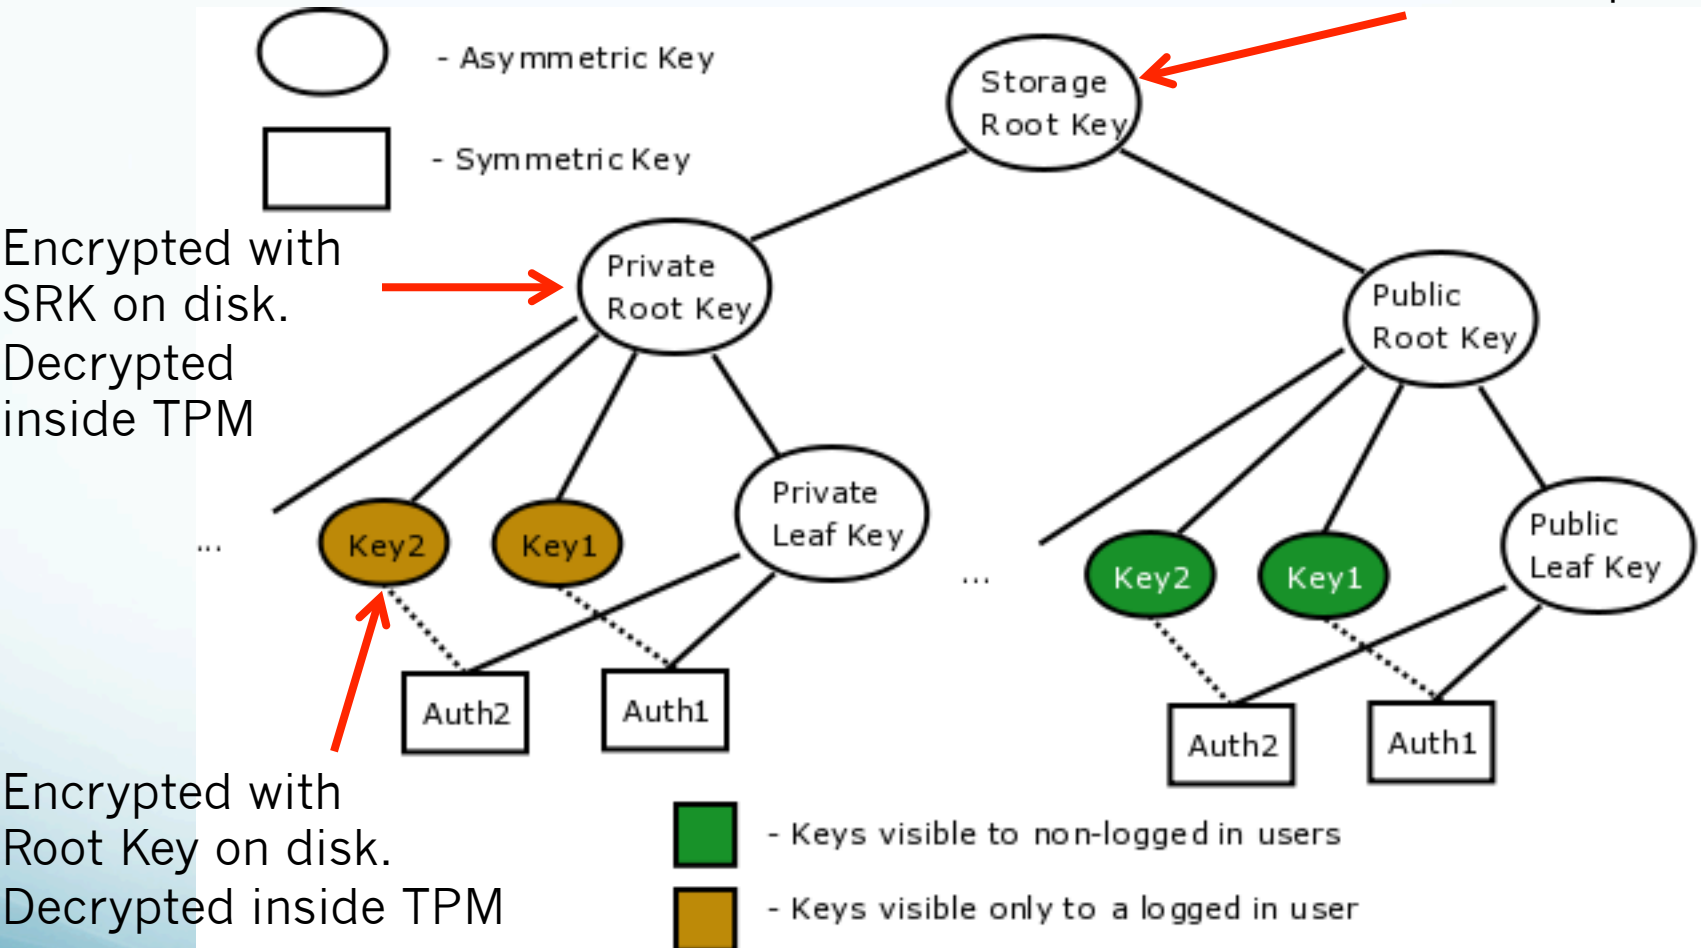 - Asymmetric Key
Storage
Root Key
- Symmetric Key
Encrypted with
SRK on disk.
Decrypted
inside TPM
Private
Root Key
Public
Root Key
...
Key2
Key1
Private
Leaf Key
...
Key2
Key1
Public
Leaf Key
Auth2
Auth1
Auth2
Auth1
Encrypted with
Root Key on disk.
Decrypted inside TPM
- Keys visible to non-logged in users
- Keys visible only to a logged in user